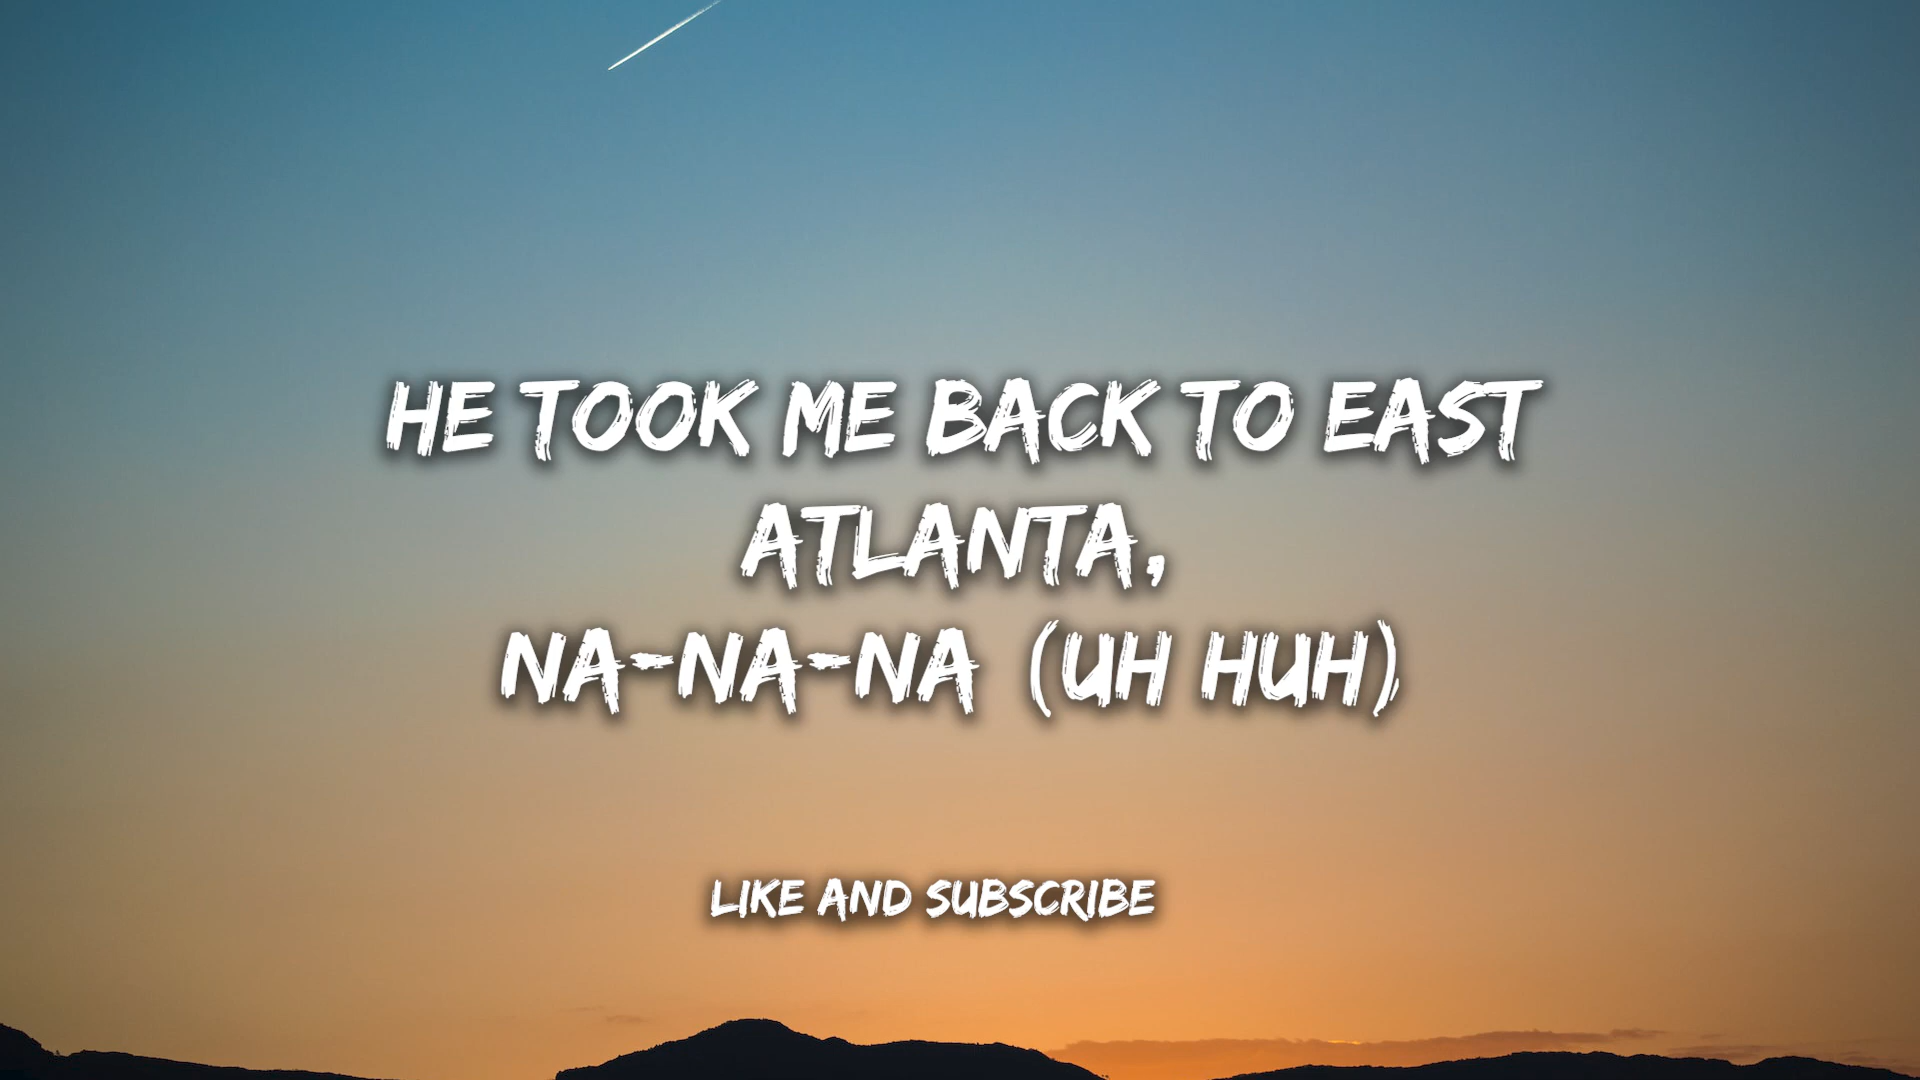 HE TOOK ME BACK TO EAST
ATLANTA,
NA-NA-NA (UH HUH)
LIKE AND SUBSCRIBE